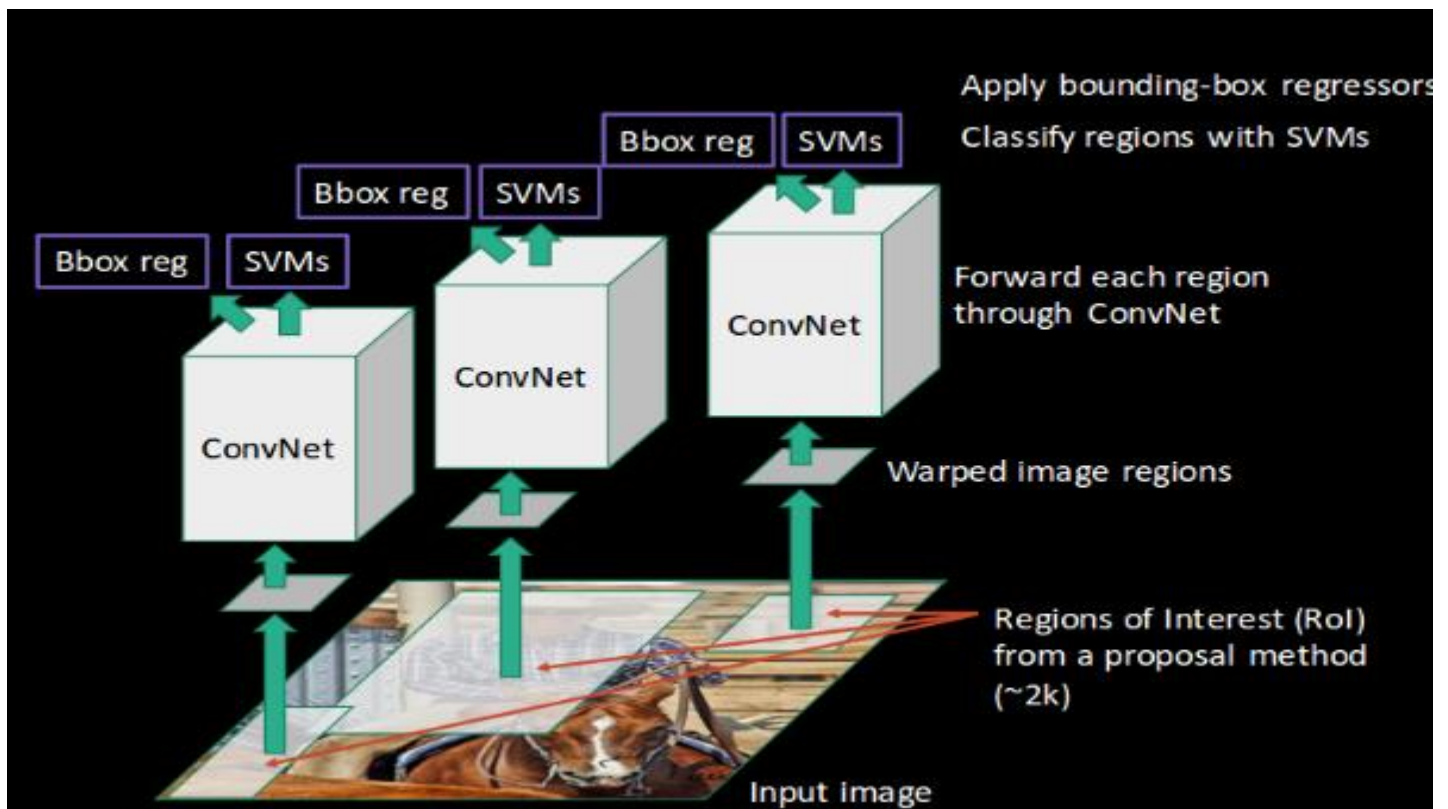 Apply bounding-box regressors
Bbox reg SVMs Classify regions with SVMs
Bbox reg SVMs
Bbox reg SVMs
Forward each region
through ConvNet
ConvNet
ConvNet
ConvNet
Warped image regions
Regions of Interest (RoI)
from a proposal method
(~2k)
Input image